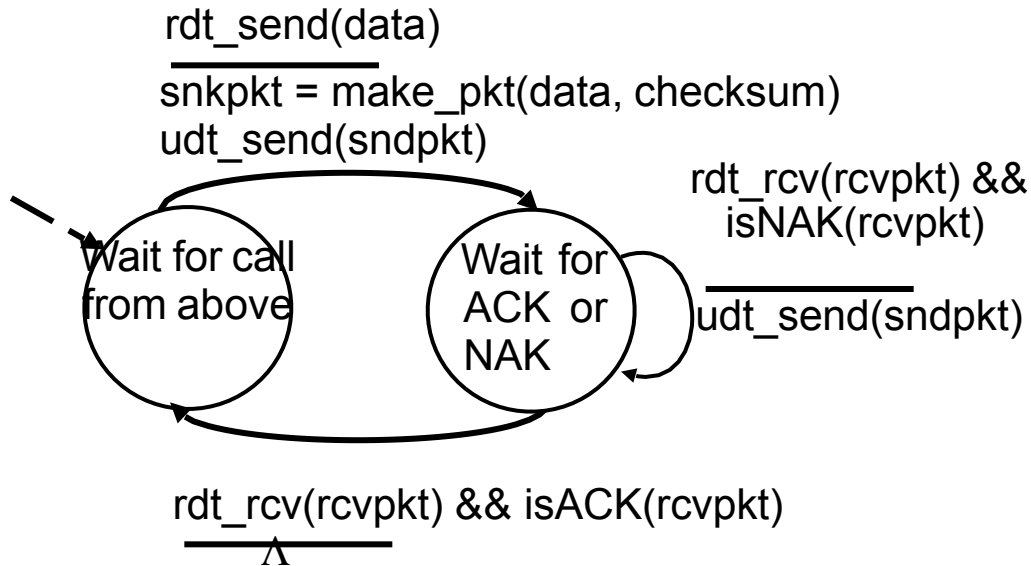 rdt_send(data)
snkpkt = make_pkt(data, checksum)
udt_send(sndpkt)
rdt_rcv(rcvpkt) &&
isNAK(rcvpkt)
udt_send(sndpkt)
Wait for call
from above
Wait for
ACK or
NAK
rdt_rcv(rcvpkt) && isACK(rcvpkt)
Λ